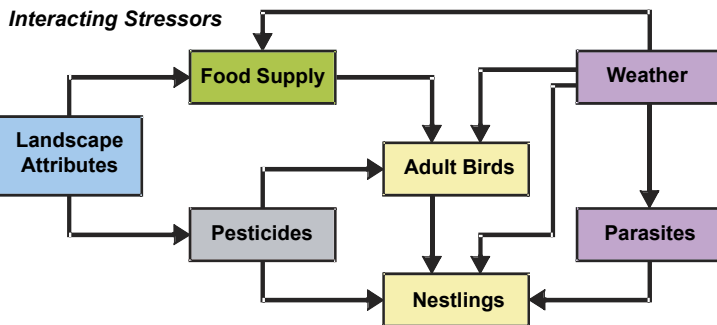 Interacting Stressors
Food Supply
Weather
Landscape
Attributes
Adult Birds
Pesticides
Parasites
Nestlings